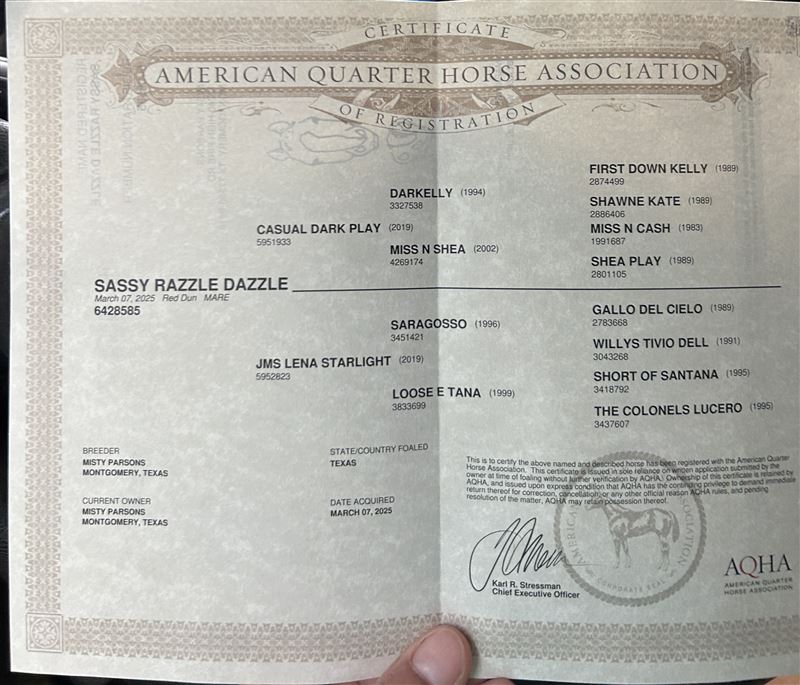 CERTIFICATE
AMERICAN QUARTER HORSE ASSOCIATION
OF REGISTRATION
FIRST DOWN KELLY (1989)
2874499
DARKELLY (1994)
3327538
SHAWNE KATE (1989)
2886406
CASUAL DARK PLAY (2019)
5951933
MISS N CASH (1983)
1991687
MISS N SHEA (2002)
4269174
SHEA PLAY (1989)
2801105
SASSY RAZZLE DAZZLE
March 07, 2025 Red Dun MARE
6428585
GALLO DEL CIELO (1989)
2783668
SARAGOSSO (1996)
3451421
WILLYS TIVIO DELL (1991)
3043268
JMS LENA STARLIGHT (2019)
5952823
SHORT OF SANTANA (1995)
3418792
LOOSE E TANA (1999)
3833699
THE COLONELS LUCERO (1995)
3437607
BREEDER
MISTY PARSONS
MONTGOMERY, TEXAS
STATE/COUNTRY FOALED
TEXAS
CURRENT OWNER
MISTY PARSONS
MONTGOMERY, TEXAS
DATE ACQUIRED
MARCH 07, 2025
This is to certify the above named and described horse has been registered with the American Quarter
Horse Association. This certificate is issued in sole reliance on written application submitted by the
owner at time of foaling without further verification by AQHA. Ownership of this certificate is retained by
AQHA, and issued upon express condition that AQHA has the continuing privilege to demand immediate
return thereof for correction, cancellation, or any other official reason AQHA rules, and pending
resolution of the matter, AQHA may retain possession thereof.
Karl R. Stressman
Chief Executive Officer
CORPORATE SEAL
AQHA
AMERICAN QUARTER
HORSE ASSOCIATION